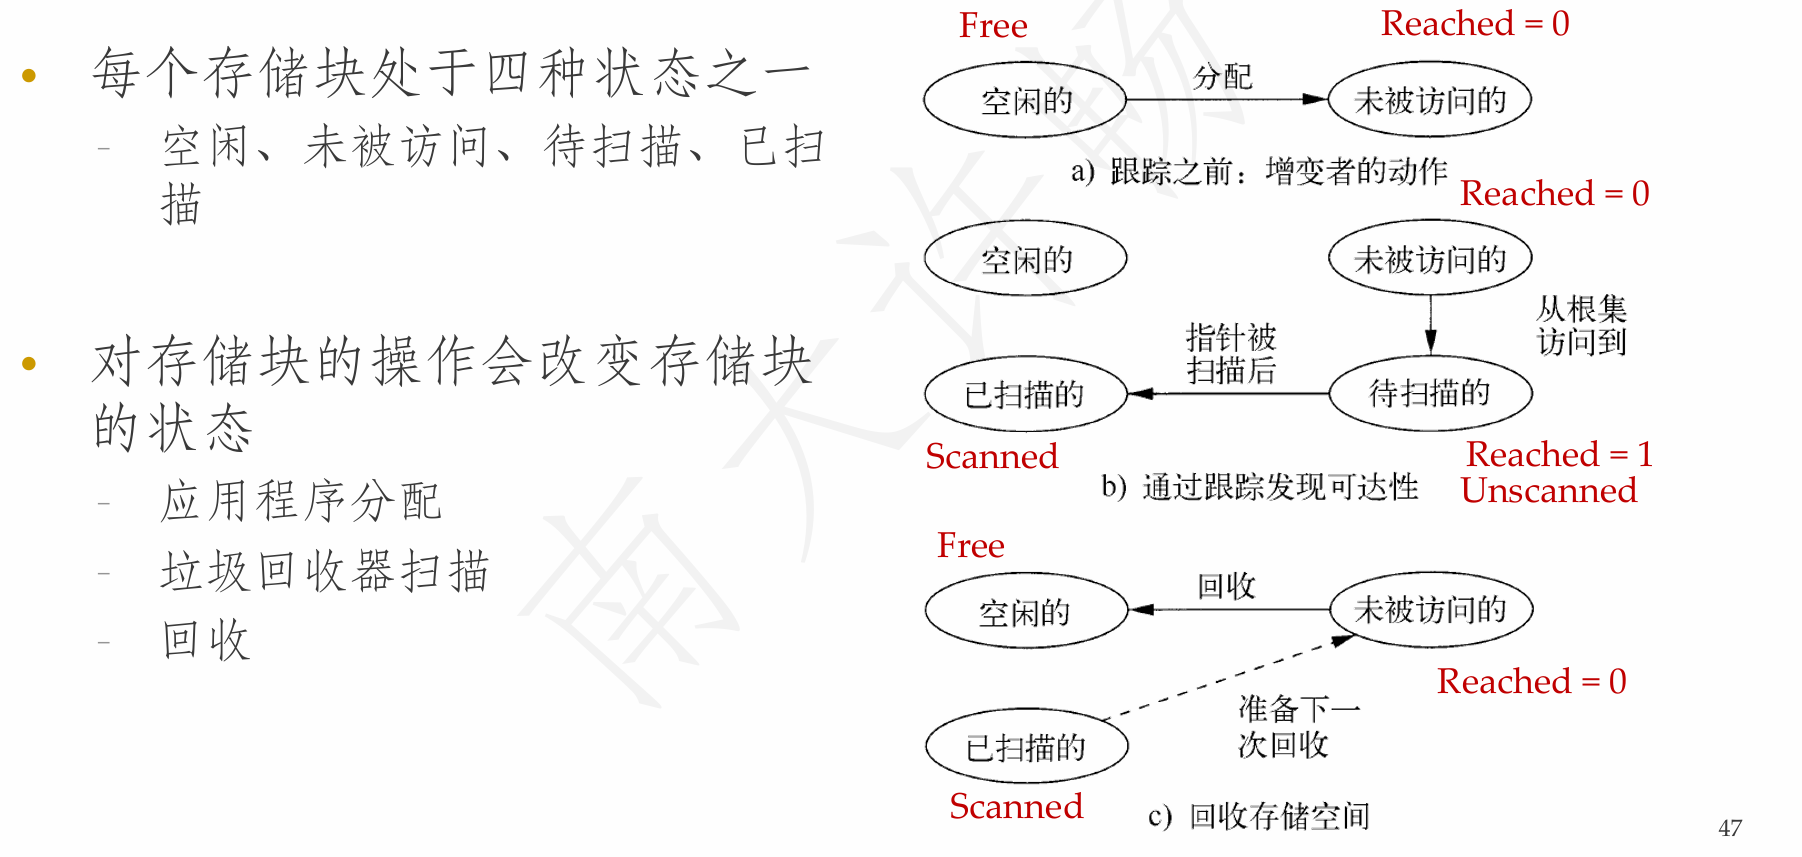 • 每个存储块处于四种状态之一
– 空闲、未被访问、待扫描、已扫
描
• 对存储块的操作会改变存储块
的状态
– 应用程序分配
– 垃圾回收器扫描
– 回收
Free
Reached = 0
空闲的
分配
未被访问的
a) 跟踪之前：增变者的动作
Reached = 0
空闲的
未被访问的
从根集
访问到
指针被
扫描后
已扫描的
待扫描的
Scanned
Reached = 1
Unscanned
b) 通过跟踪发现可达性
Free
空闲的
回收
未被访问的
Reached = 0
准备下一
次回收
已扫描的
Scanned
c) 回收存储空间
南大许畅
47